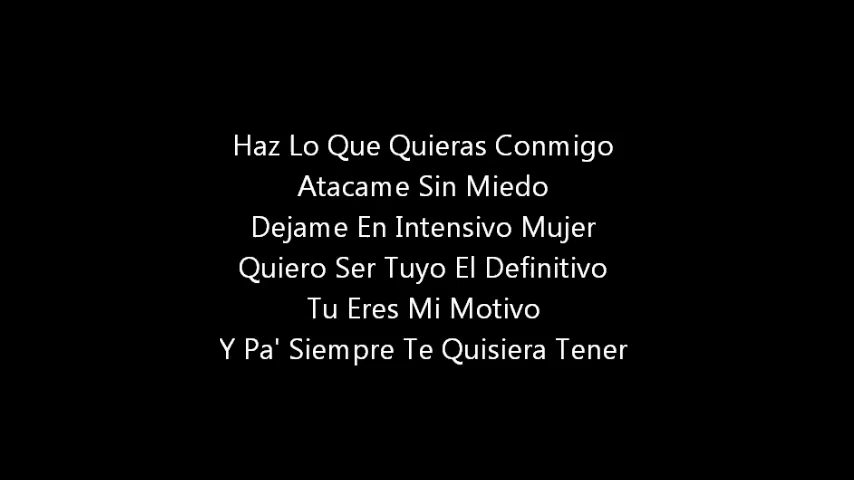 Haz Lo Que Quieras Conmigo
Atacame Sin Miedo
Dejame En Intensivo Mujer
Quiero Ser Tuyo El Definitivo
Tu Eres Mi Motivo
Y Pa' Siempre Te Quisiera Tener